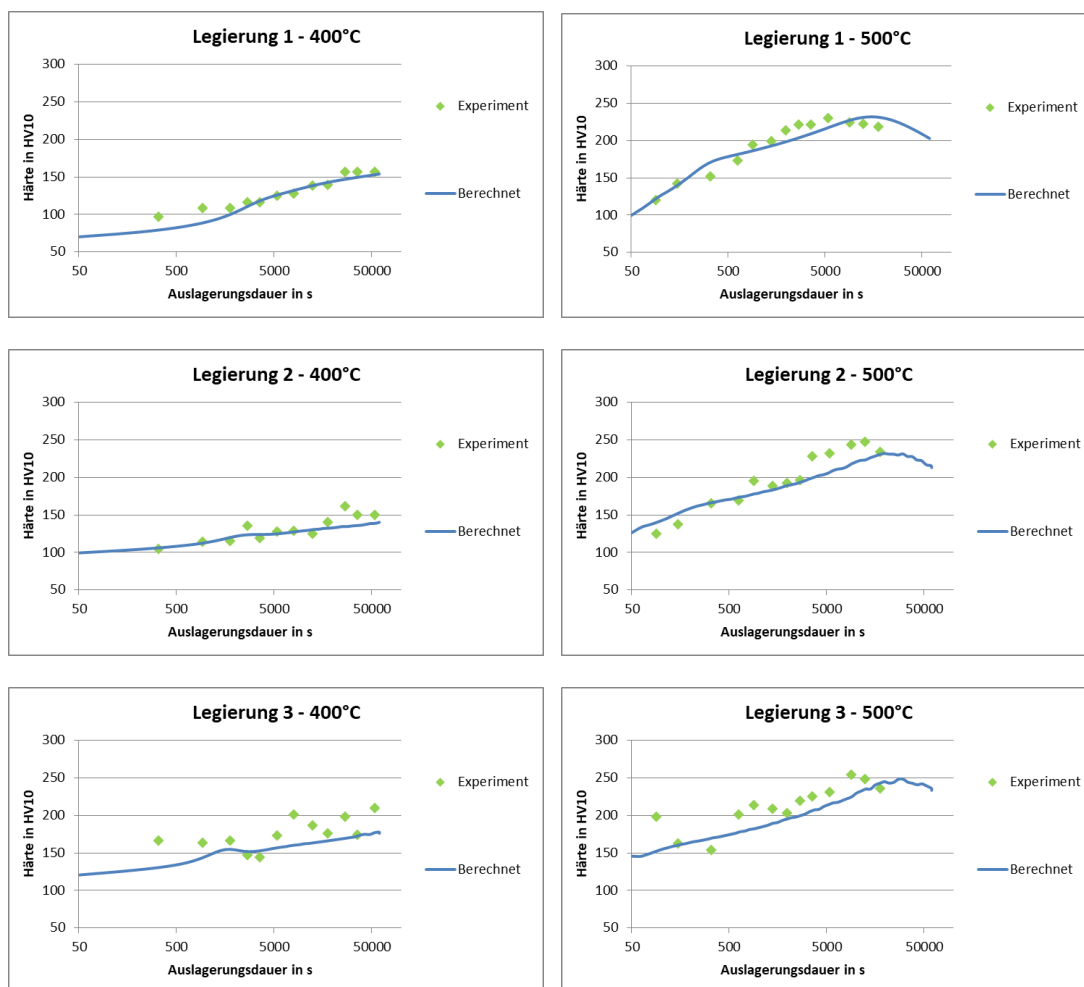 Legierung 1 - 400°C
300
250
200
150
100
50
50
500
5000
50000
Härte in HV10
Auslagerungsdauer in s
Experiment
Berechnet
Legierung 1 - 500°C
300
250
200
150
100
50
50
500
5000
50000
Härte in HV10
Auslagerungsdauer in s
Experiment
Berechnet
Legierung 2 - 400°C
300
250
200
150
100
50
50
500
5000
50000
Härte in HV10
Auslagerungsdauer in s
Experiment
Berechnet
Legierung 2 - 500°C
300
250
200
150
100
50
50
500
5000
50000
Härte in HV10
Auslagerungsdauer in s
Experiment
Berechnet
Legierung 3 - 400°C
300
250
200
150
100
50
50
500
5000
50000
Härte in HV10
Auslagerungsdauer in s
Experiment
Berechnet
Legierung 3 - 500°C
300
250
200
150
100
50
50
500
5000
50000
Härte in HV10
Auslagerungsdauer in s
Experiment
Berechnet